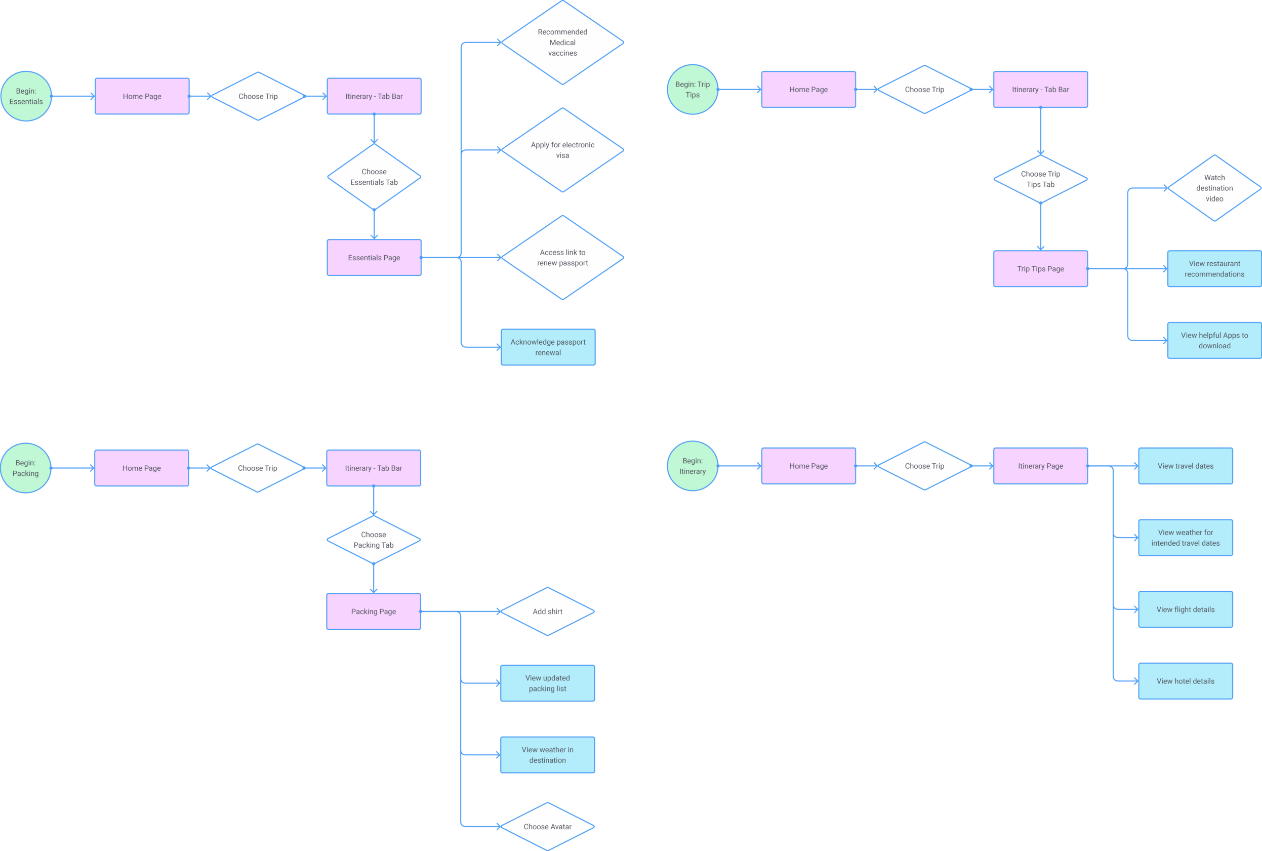 Begin:
Essentials
Home Page
Choose Trip
Itinerary - Tab Bar
Choose
Essentials Tab
Essentials Page
Recommended
Medical
vaccines
Apply for electronic
visa
Access link to
renew passport
Acknowledge passport
renewal
Begin: Trip
Tips
Home Page
Choose Trip
Itinerary - Tab Bar
Choose Trip
Tips Tab
Trip Tips Page
Watch
destination
video
View restaurant
recommendations
View helpful Apps to
download
Begin:
Packing
Home Page
Choose Trip
Itinerary - Tab Bar
Choose
Packing Tab
Packing Page
Add shirt
View updated
packing list
View weather in
destination
Choose Avatar
Begin:
Itinerary
Home Page
Choose Trip
Itinerary Page
View travel dates
View weather for
intended travel dates
View flight details
View hotel details